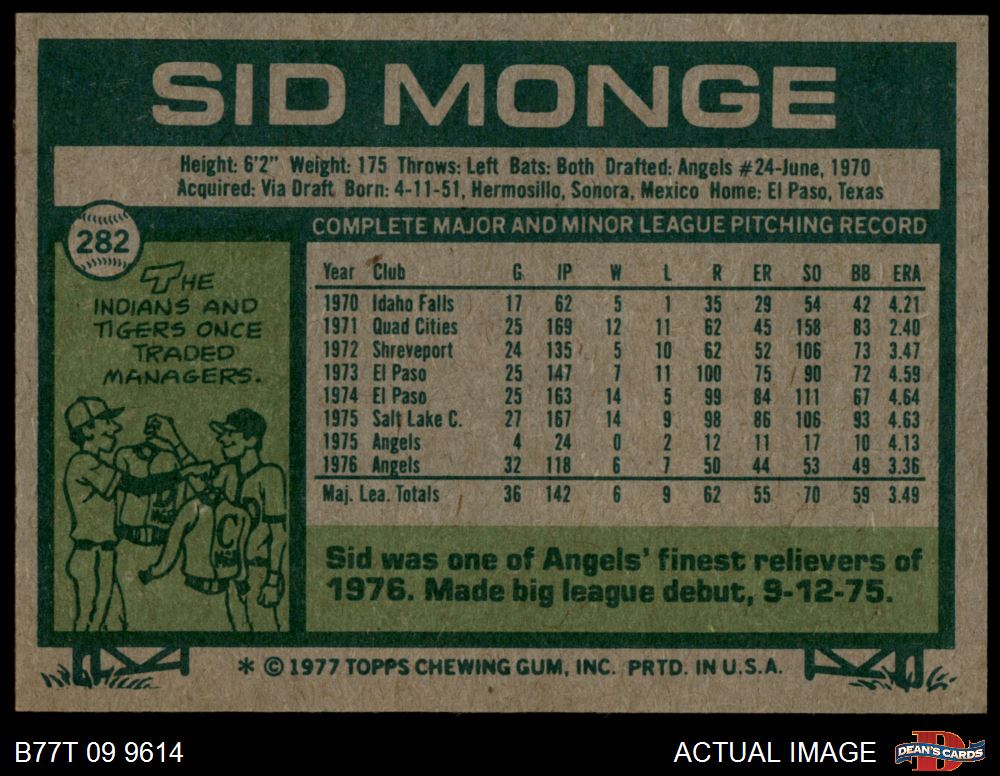 SID MONGE
Height: 6'2" Weight: 175 Throws: Left Bats: Both Drafted: Angels #24-June, 1970
Acquired: Via Draft Born: 4-11-51, Hermosillo, Sonora, Mexico Home: El Paso, Texas
282
THE
INDIANS AND
TIGERS ONCE
TRADED
MANAGERS.
C
COMPLETE MAJOR AND MINOR LEAGUE PITCHING RECORD
Year Club G IP W L R ER SO BB ERA
1970 Idaho Falls 17 62 5 1 35 29 54 42 4.21
1971 Quad Cities 25 169 12 11 62 45 158 83 2.40
1972 Shreveport 24 135 5 10 62 52 106 73 3.47
1973 El Paso 25 147 7 11 100 75 90 72 4.59
1974 El Paso 25 163 14 5 99 84 111 67 4.64
1975 Salt Lake C. 27 167 14 9 98 86 106 93 4.63
1975 Angels 4 24 0 2 12 11 17 10 4.13
1976 Angels 32 118 6 7 50 44 53 49 3.36
Maj. Lea. Totals 36 142 6 9 62 55 70 59 3.49
Sid was one of Angels' finest relievers of
1976. Made big league debut, 9-12-75.
* © 1977 TOPPS CHEWING GUM, INC. PRTD. IN U.S.A.
B77T 09 9614
ACTUAL IMAGE
DEAN'S CARDS